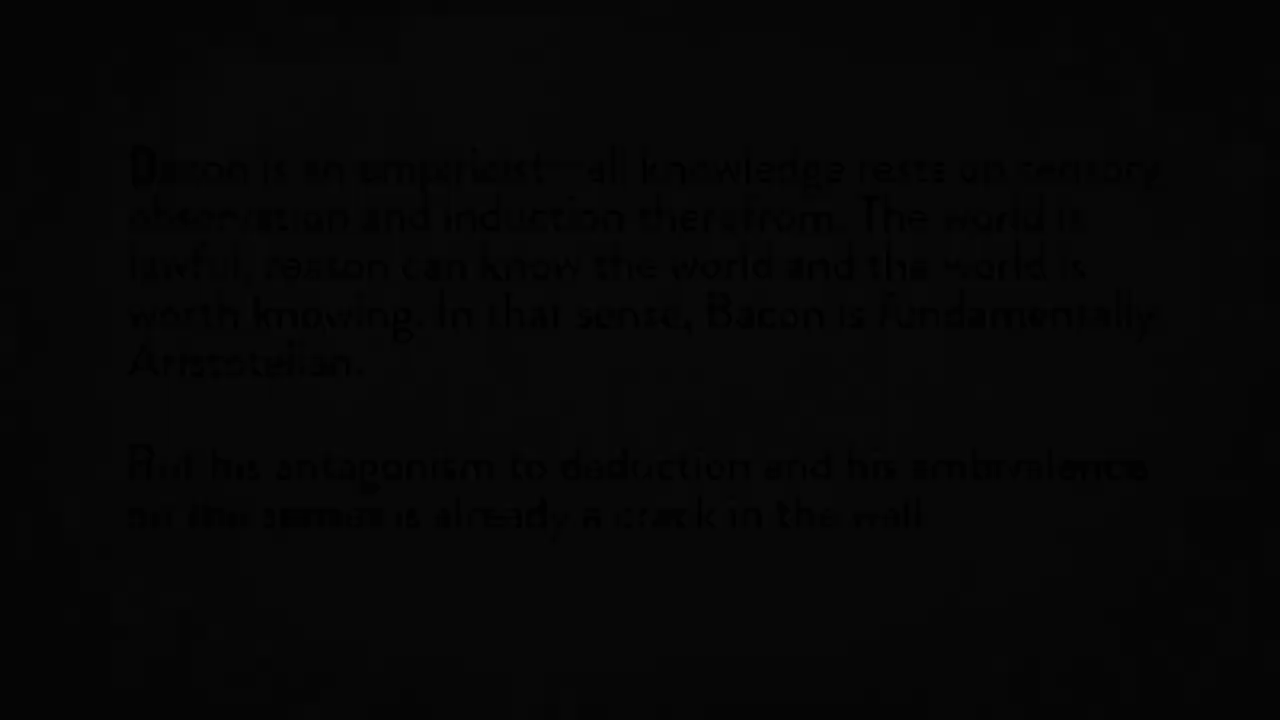 Bacon is an empiricist - all knowledge rests on sensory
observation and induction therefrom. The world is
lawful, reason can know the world and the world is
worth knowing. In that sense, Bacon is fundamentally
Aristotelian.
But his antagonism to deduction and his ambivalence
on the senses is already a crack in the wall